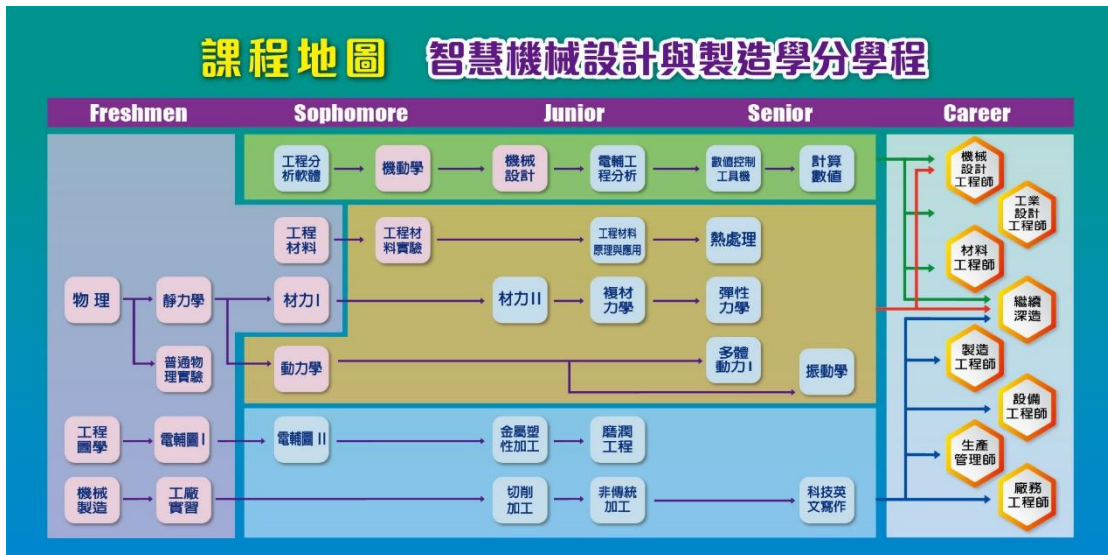 課程地圖 智慧機械設計與製造學分學程
Freshmen Sophomore Junior Senior Career
工程分
析軟體
機動學
機械
設計
電輔工
程分析
數值控制
工具機
計算
數值
工程
材料
工程材
料實驗
工程材料
原理與應用
熱處理
物理
靜力學
材力I
材力II
複材
力學
彈性
力學
普通物
理實驗
動力學
多體
動力I
振動學
工程
圖學
電輔圖I
電輔圖II
金屬塑
性加工
磨潤
工程
機械
製造
工廠
實習
切削
加工
非傳統
加工
科技英
文寫作
機械
設計
工程師
工業
設計
工程師
材料
工程師
繼續
深造
製造
工程師
設備
工程師
生產
管理師
廠務
工程師